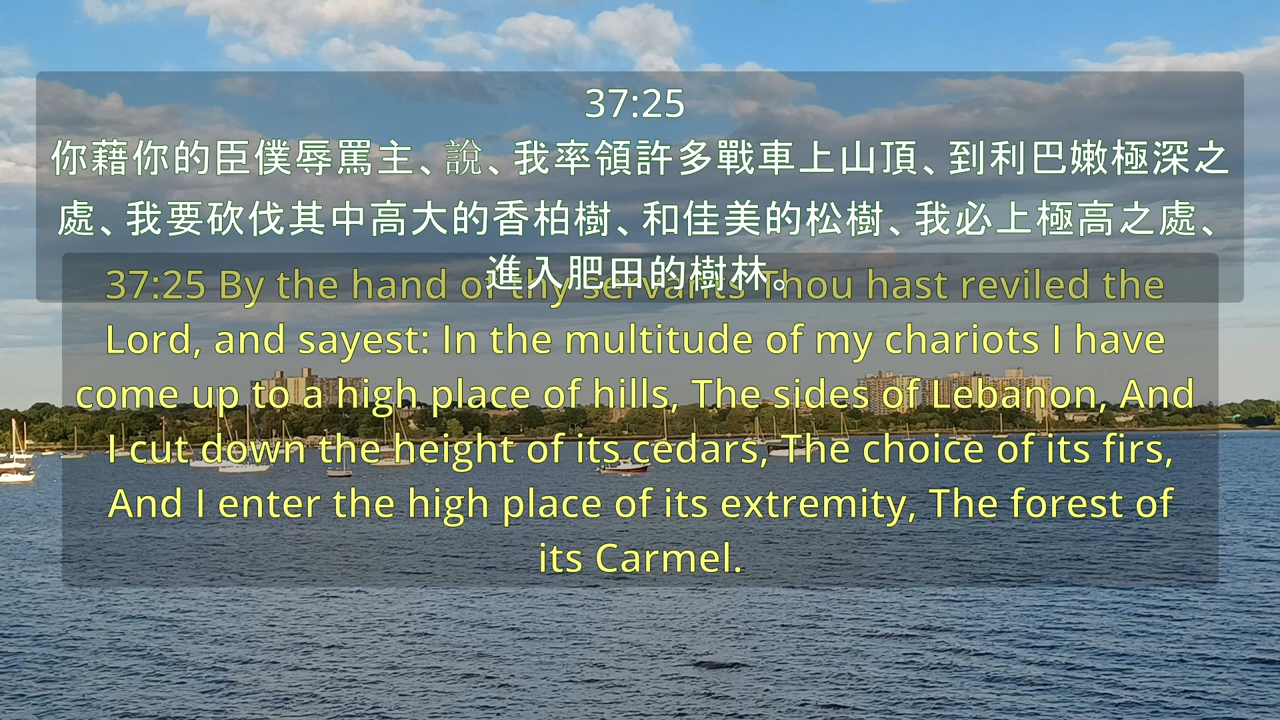 37:25
你藉你的臣僕辱罵主、說、我率領許多戰車上山頂、到利巴嫩極深之
處、我要砍伐其中高大的香柏樹、和佳美的松樹、我必上極高之處、
進入肥田的樹林。
37:25 By the hand of thy servants Thou hast reviled the
Lord, and sayest: In the multitude of my chariots I have
come up to a high place of hills, The sides of Lebanon, And
I cut down the height of its cedars, The choice of its firs,
And I enter the high place of its extremity, The forest of
its Carmel.